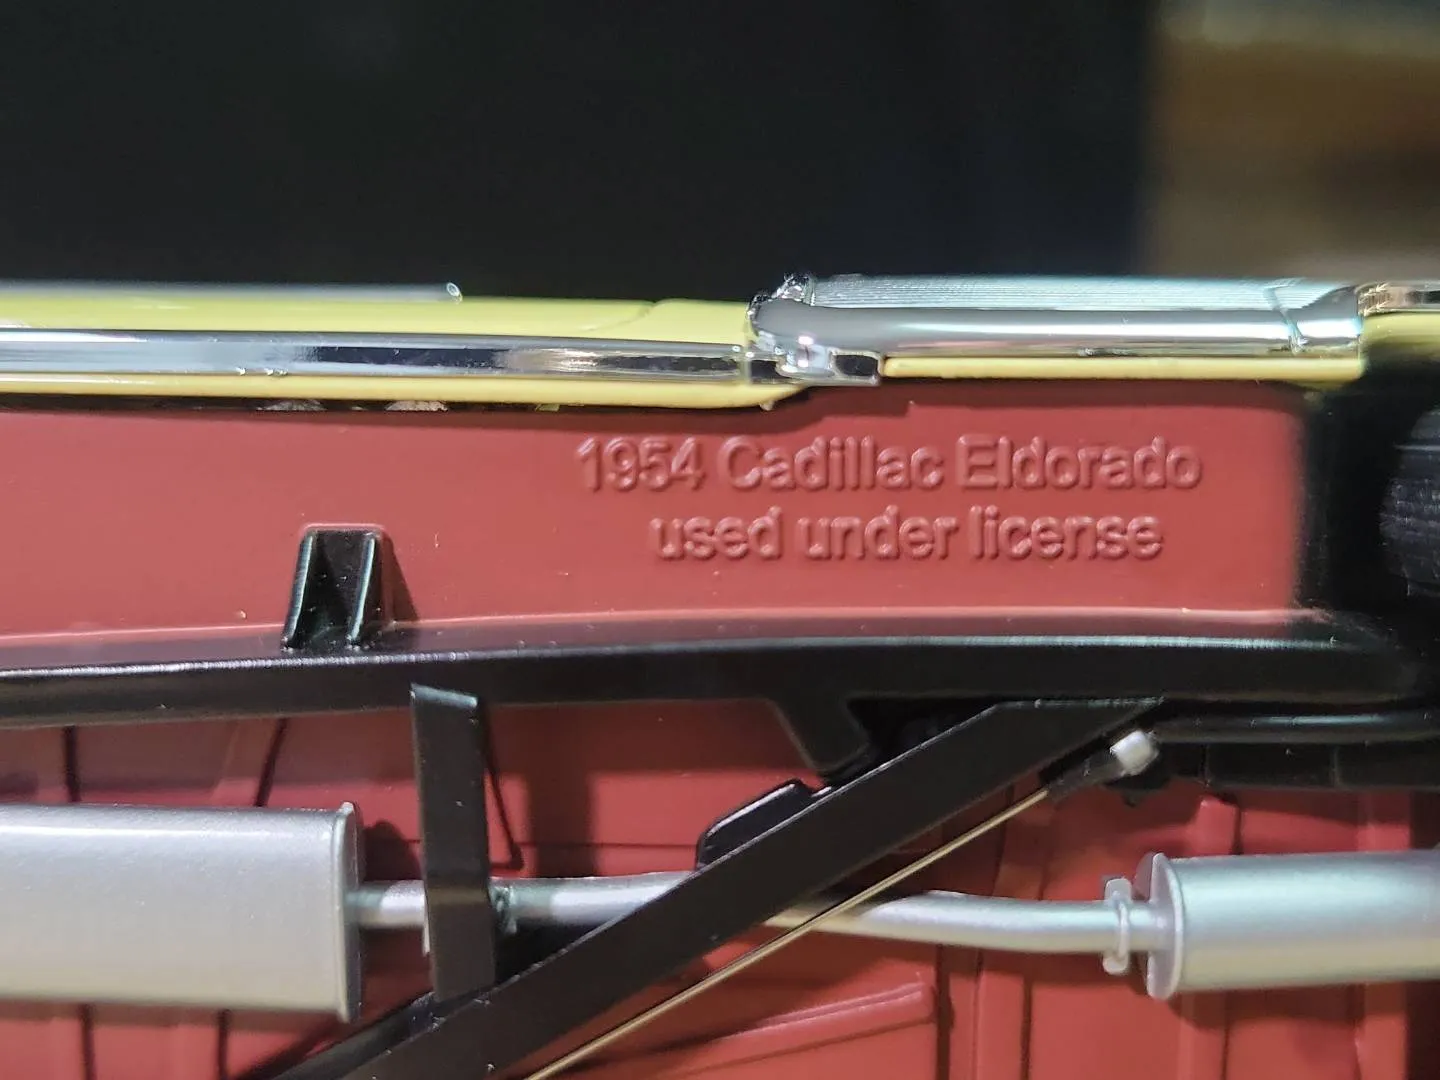 1954 Cadillac Eldorado
used under license